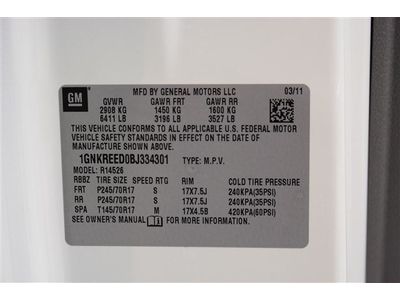 GM
MFD BY GENERAL MOTORS LLC 03/11
GVWR GAWR FRT GAWR RR
2908 KG 1450 KG 1600 KG
6411 LB 3196 LB 3527 LB
THIS VEHICLE CONFORMS TO ALL APPLICABLE U.S. FEDERAL MOTOR
VEHICLE SAFETY, AND THEFT PREVENTION STANDARDS IN EFFECT ON THE DATE OF
MANUFACTURE SHOWN ABOVE.
1GNKREED0BJ334301 TYPE: M.P.V.
MODEL: R14526
RBBZ TIRE SIZE SPEED RTG RIM COLD TIRE PRESSURE
FRT P245/70R17 S 17X7.5J 240KPA(35PSI)
RR P245/70R17 S 17X7.5J 240KPA(35PSI)
SPA T145/70R17 M 17X4.5B 420KPA(60PSI)
SEE OWNER'S MANUAL FOR MORE INFORMATION.